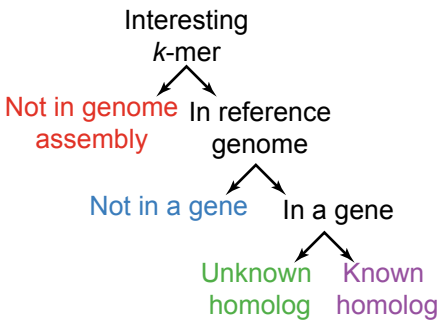 Interesting
k-mer
Not in genome
assembly
In reference
genome
Not in a gene
In a gene
Unknown
homolog
Known
homolog